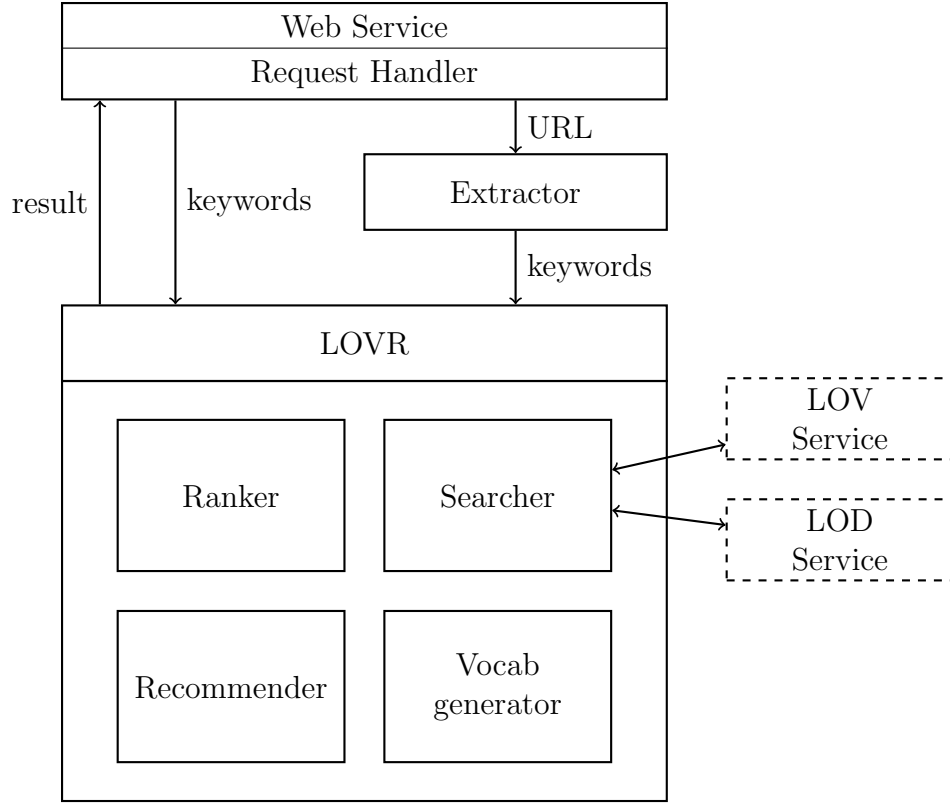 Web Service
Request Handler
URL
Extractor
result
keywords
keywords
LOVR
LOV
Service
Ranker
Searcher
LOD
Service
Recommender
Vocab
generator